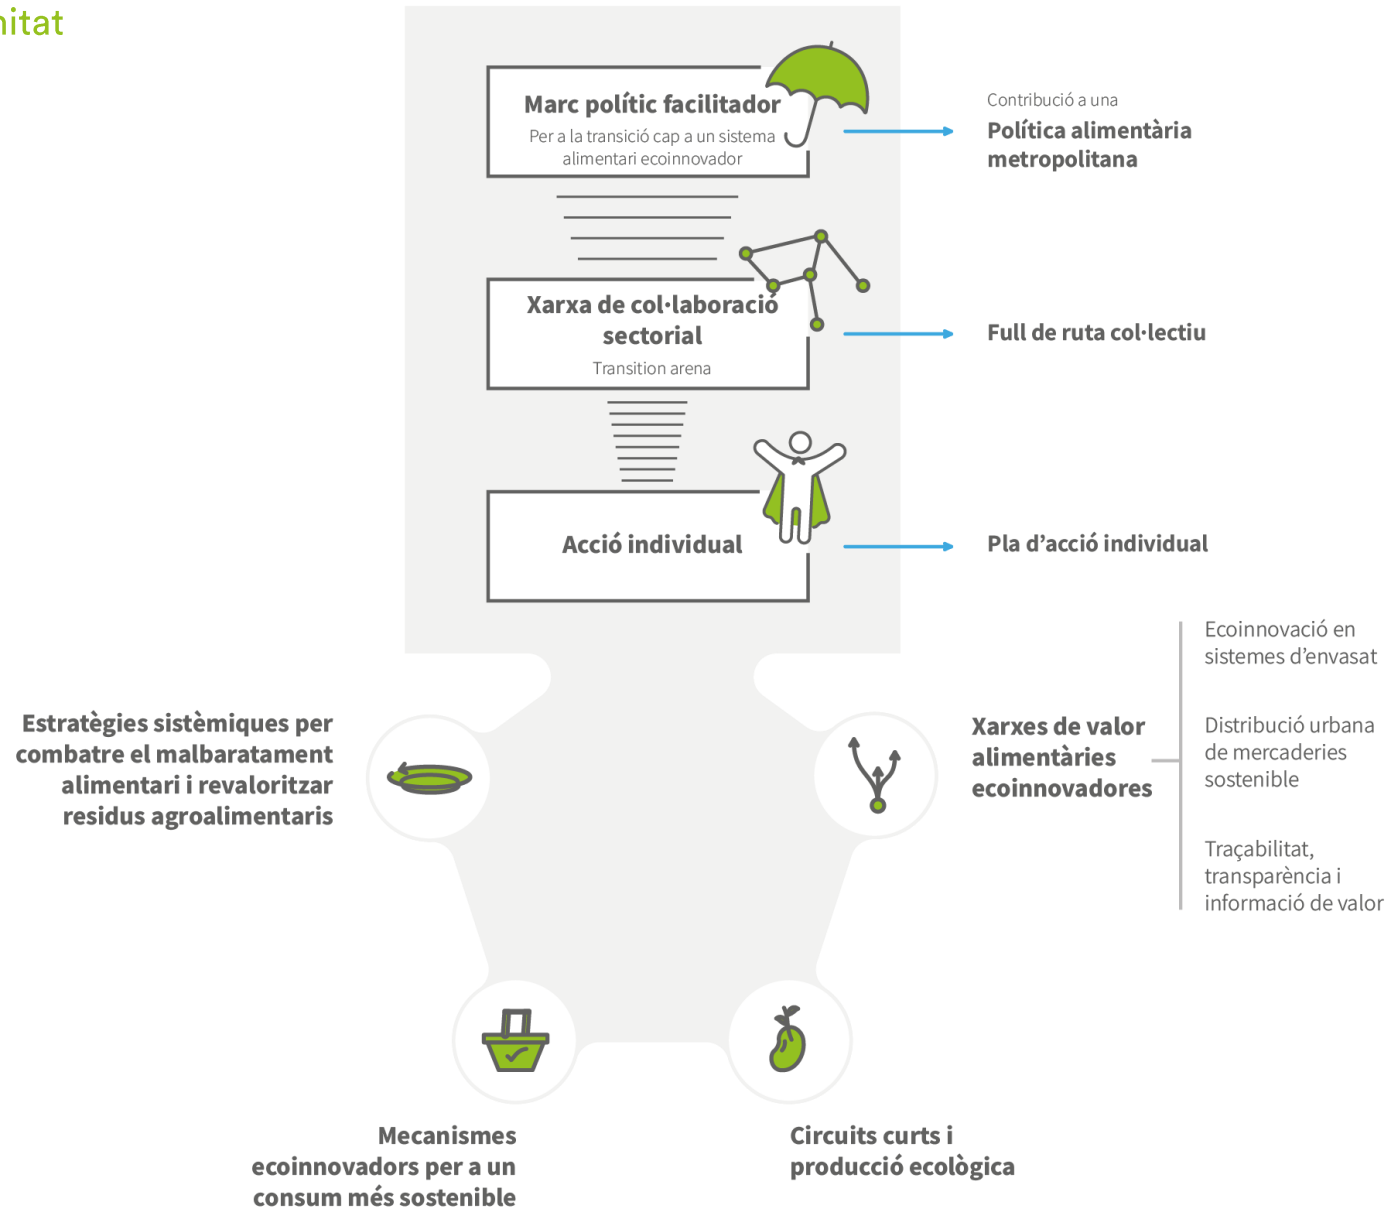 nitat
Marc polític facilitador
Per a la transició cap a un sistema
alimentari ecoinnovador
Contribució a una
Política alimentària
metropolitana
Xarxa de col·laboració
sectorial
Transition arena
Full de ruta col·lectiu
Acció individual
Pla d’acció individual
Estratègies sistèmiques per
combatre el malbaratament
alimentari i revaloritzar
residus agroalimentaris
Xarxes de valor
alimentàries
ecoinnovadores
Ecoinnovació en
sistemes d’envasat
Distribució urbana
de mercaderies
sostenible
Traçabilitat,
transparència i
informació de valor
Mecanismes
ecoinnovadors per a un
consum més sostenible
Circuits curts i
producció ecològica